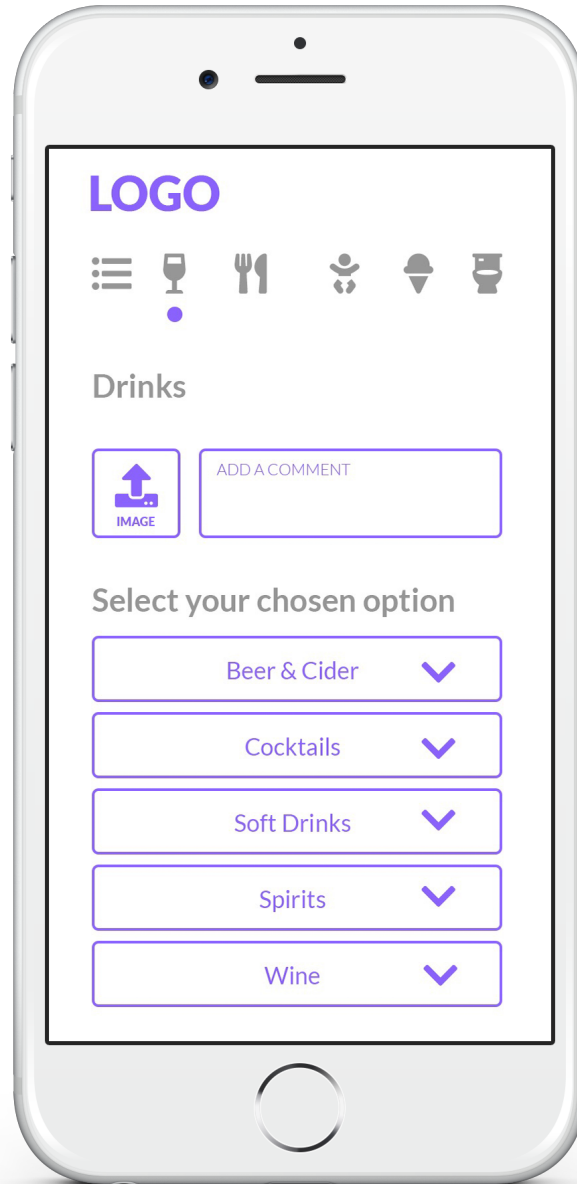 LOGO
Drinks
ADD A COMMENT
IMAGE
Select your chosen option
Beer & Cider
Cocktails
Soft Drinks
Spirits
Wine